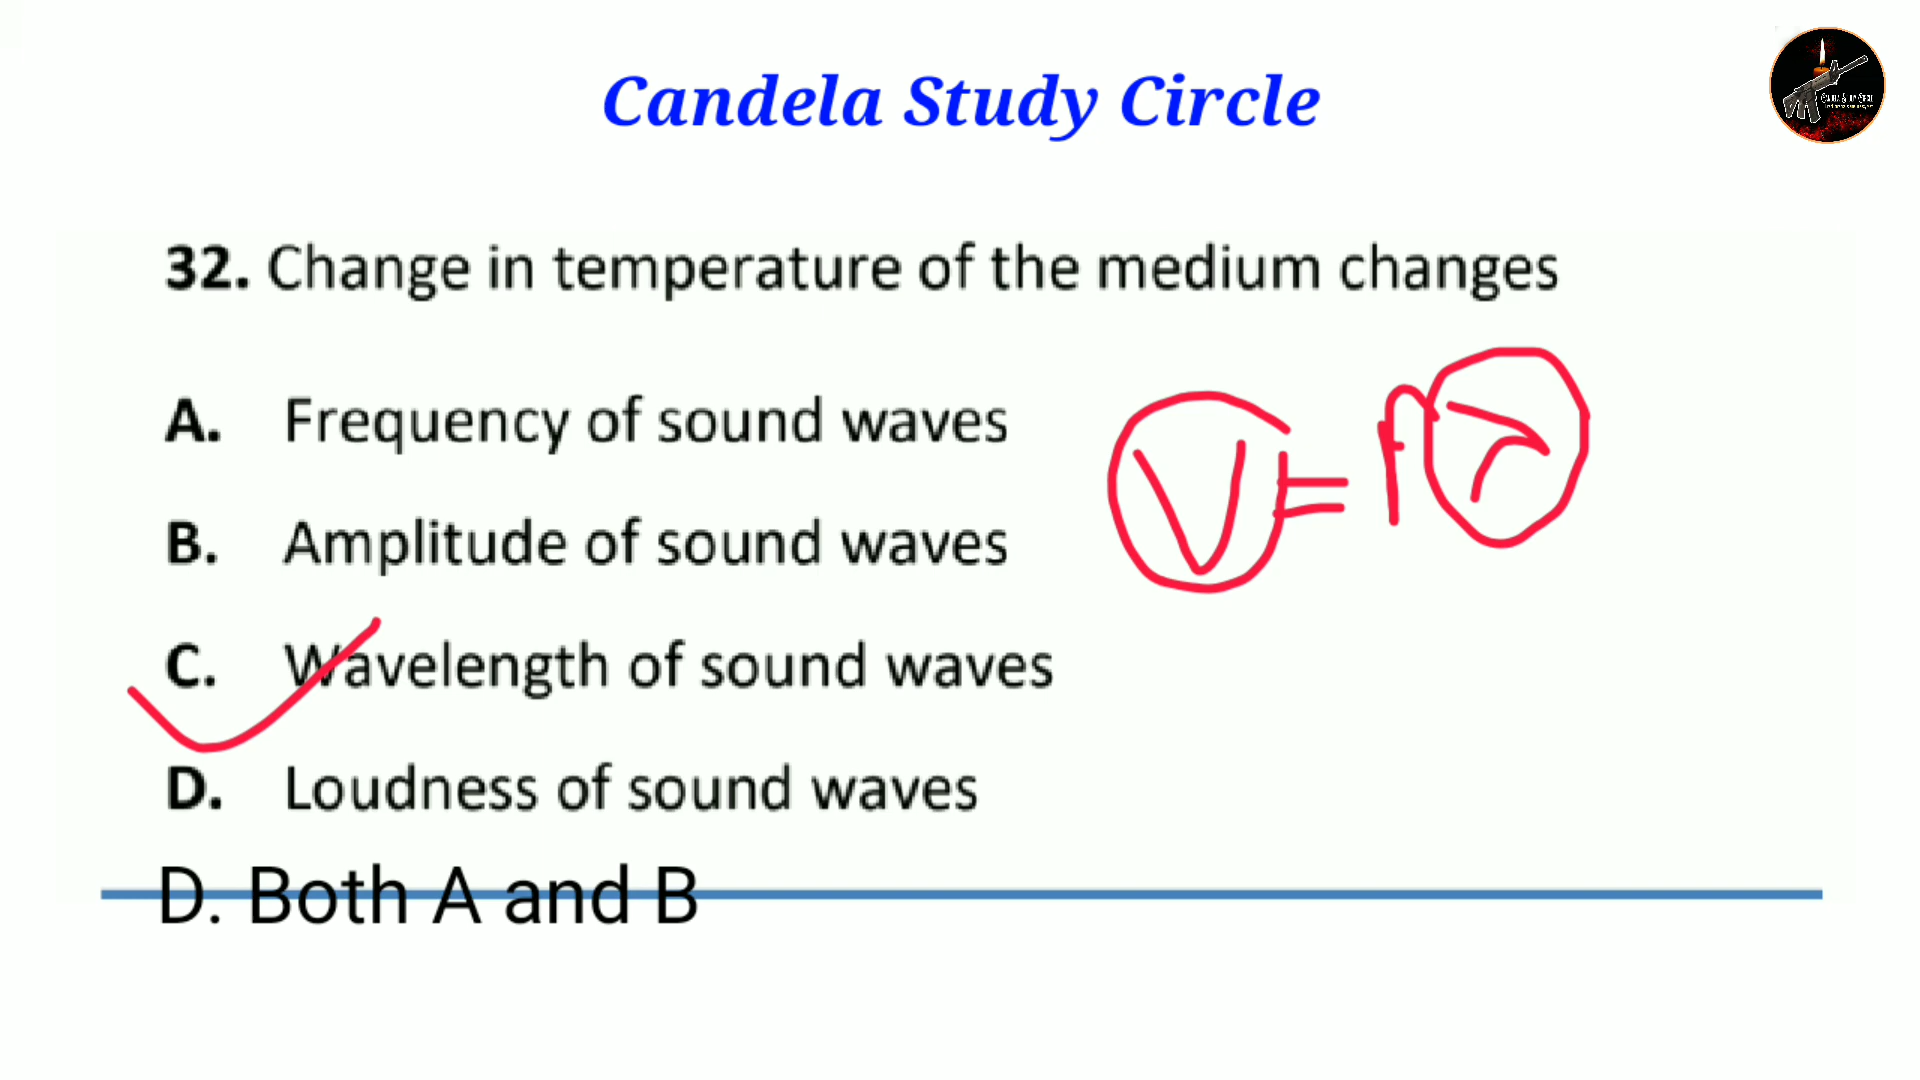 Candela Study Circle
32. Change in temperature of the medium changes
A. Frequency of sound waves
V = fλ
B. Amplitude of sound waves
C. Wavelength of sound waves
D. Loudness of sound waves
D. Both A and B